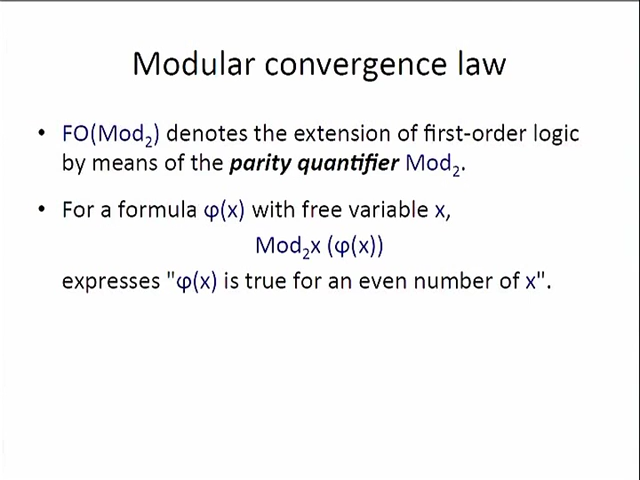 Modular convergence law
• FO(Mod₂) denotes the extension of first-order logic
by means of the parity quantifier Mod₂.
• For a formula φ(x) with free variable x,
Mod₂x (φ(x))
expresses "φ(x) is true for an even number of x".